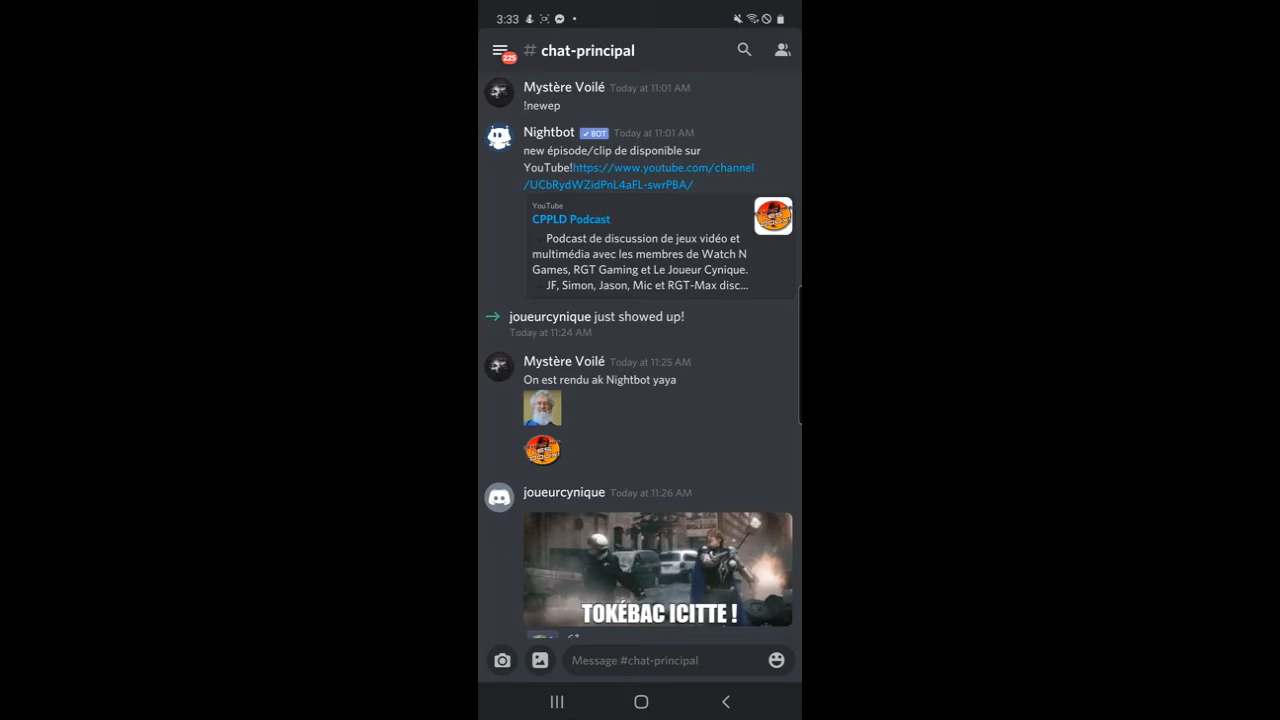 3:33
225
# chat-principal
Mystère Voilé Today at 11:01 AM
!newep
Nightbot ✔ BOT Today at 11:01 AM
new épisode/clip de disponible sur
YouTube!https://www.youtube.com/channel
/UCbRydWZidPnL4aFL-swrPBA/
YouTube
CPPLD Podcast
Podcast de discussion de jeux vidéo et
multimédia avec les membres de Watch N
Games, RGT Gaming et Le Joueur Cynique.
JF, Simon, Jason, Mic et RGT-Max disc...
joueurcynique just showed up!
Today at 11:24 AM
Mystère Voilé Today at 11:25 AM
On est rendu ak Nightbot yaya
joueurcynique Today at 11:26 AM
TOKÉBAC ICITTE !
Message #chat-principal